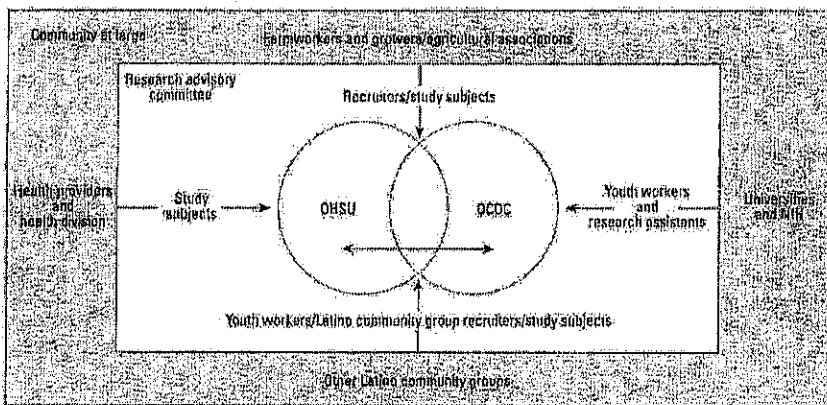 Community at large
Farmworkers and growers/agricultural associations
Research advisory
committee
Recruitors/study subjects
Health providers
and
health division
Study
subjects
OHSU
OCDC
Youth workers
and
research assistants
Universities
and NIH
Youth workers/Latino community group recruitors/study subjects
Other Latino community groups